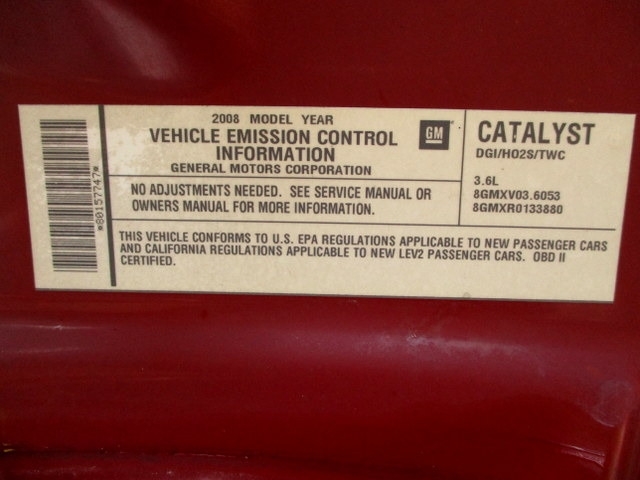 *80157747*
2008 MODEL YEAR
VEHICLE EMISSION CONTROL
INFORMATION
GENERAL MOTORS CORPORATION
GM
NO ADJUSTMENTS NEEDED. SEE SERVICE MANUAL OR
OWNERS MANUAL FOR MORE INFORMATION.
CATALYST
DGI/HO2S/TWC
3.6L
8GMXV03.6053
8GMXR0133880
THIS VEHICLE CONFORMS TO U.S. EPA REGULATIONS APPLICABLE TO NEW PASSENGER CARS
AND CALIFORNIA REGULATIONS APPLICABLE TO NEW LEV2 PASSENGER CARS. OBD II
CERTIFIED.